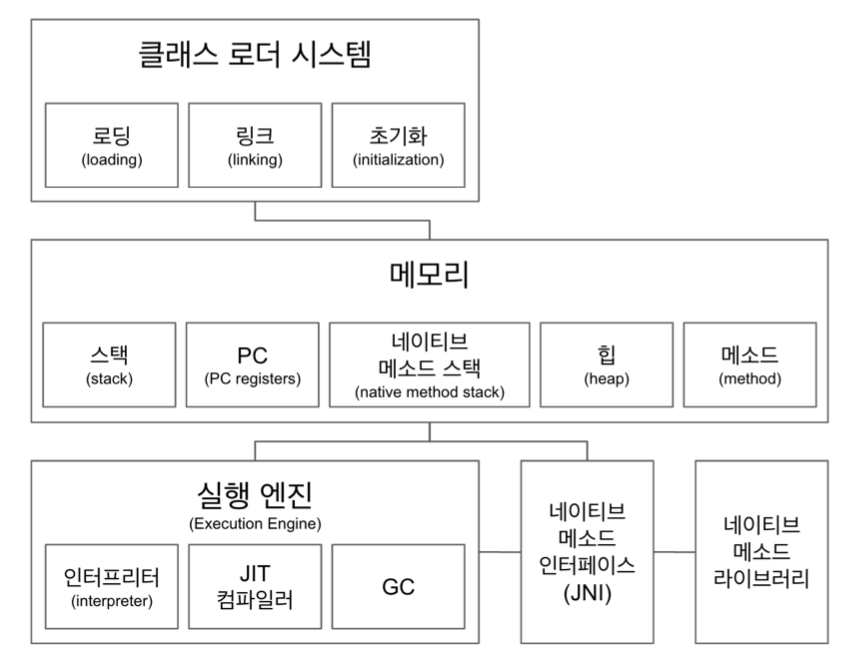 클래스 로더 시스템
로딩
(loading)
링크
(linking)
초기화
(initialization)
메모리
스택
(stack)
PC
(PC registers)
네이티브
메소드 스택
(native method stack)
힙
(heap)
메소드
(method)
실행 엔진
(Execution Engine)
인터프리터
(interpreter)
JIT
컴파일러
GC
네이티브
메소드
인터페이스
(JNI)
네이티브
메소드
라이브러리